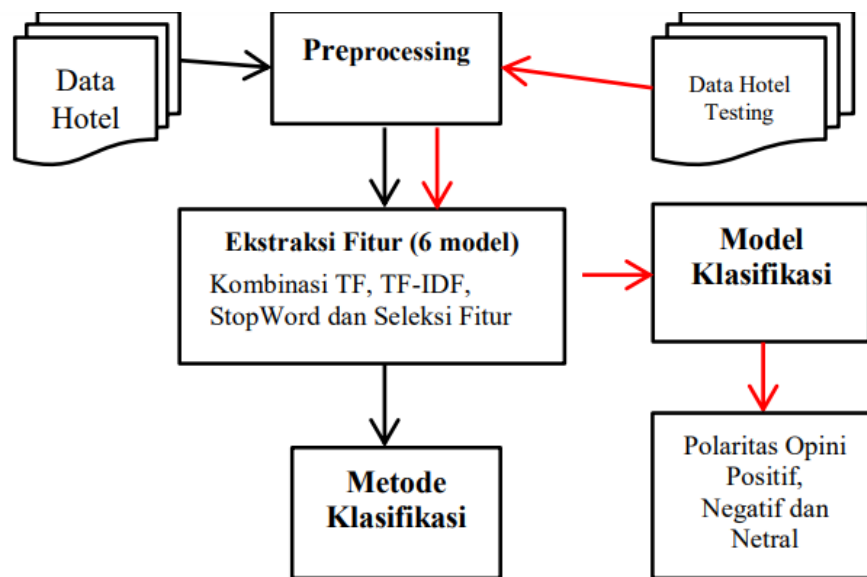 Data
Hotel
Preprocessing
Data Hotel
Testing
Ekstraksi Fitur (6 model)
Kombinasi TF, TF-IDF,
StopWord dan Seleksi Fitur
Model
Klasifikasi
Metode
Klasifikasi
Polaritas Opini
Positif,
Negatif dan
Netral